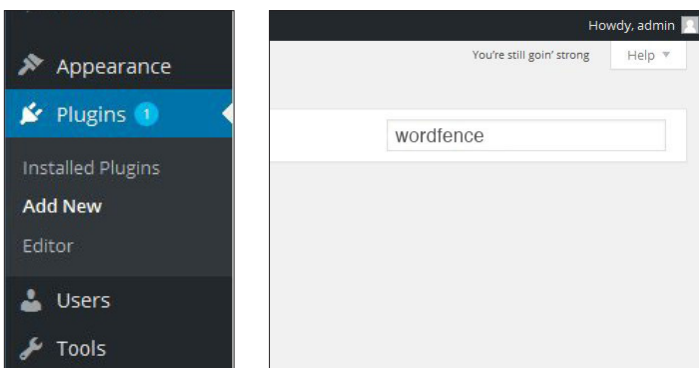 Appearance
Plugins 1
Installed Plugins
Add New
Editor
Users
Tools
Howdy, admin
You're still goin' strong
Help
wordfence